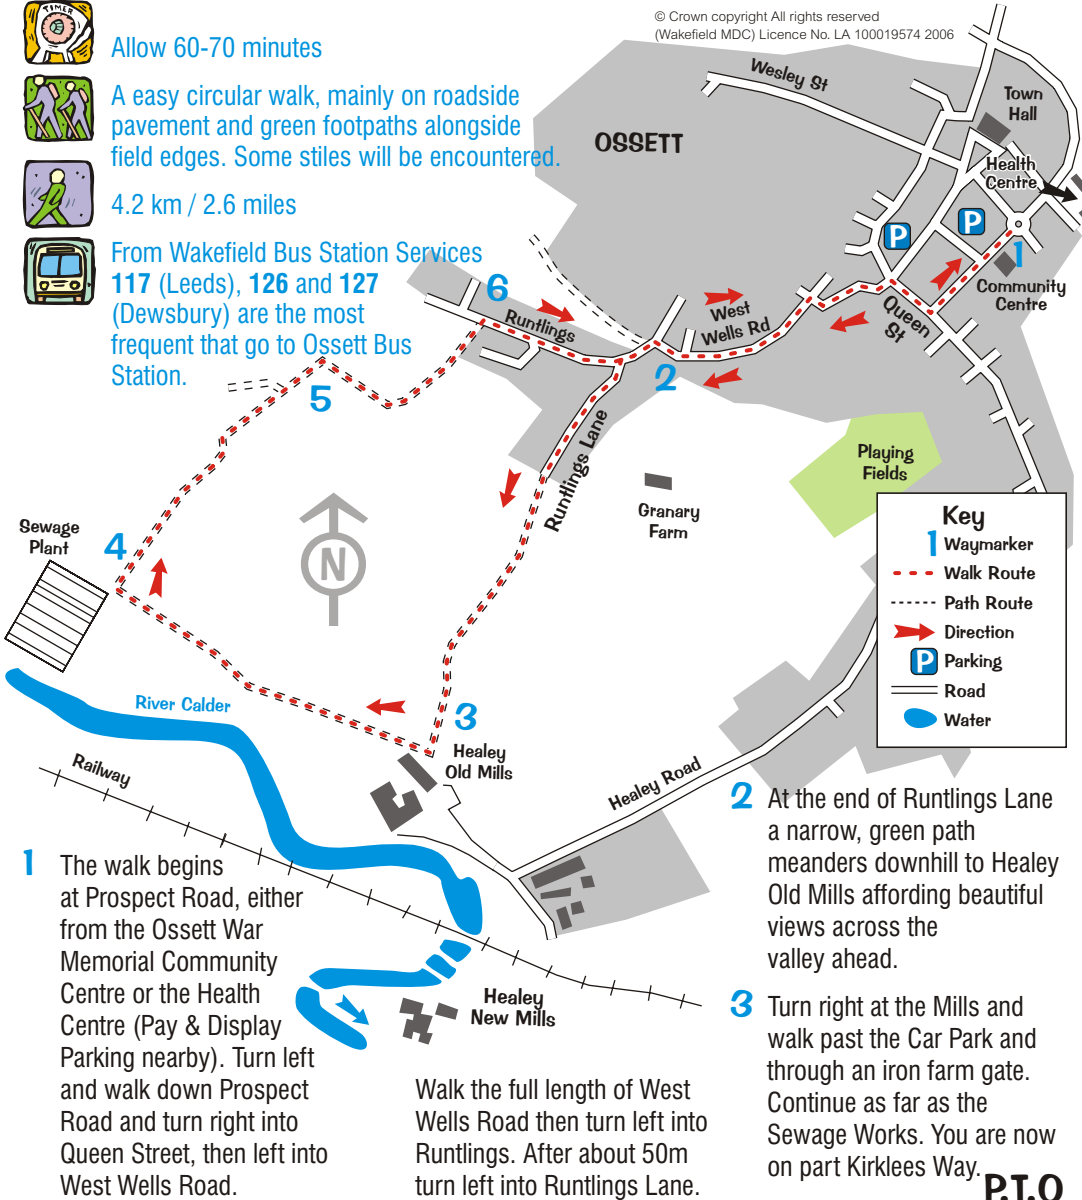 TIMER
Allow 60-70 minutes
A easy circular walk, mainly on roadside
pavement and green footpaths alongside
field edges. Some stiles will be encountered.
4.2 km / 2.6 miles
From Wakefield Bus Station Services
117 (Leeds), 126 and 127
(Dewsbury) are the most
frequent that go to Ossett Bus
Station.
© Crown copyright All rights reserved
(Wakefield MDC) Licence No. LA 100019574 2006
OSSETT
Wesley St
Town
Hall
Health
Centre
P
P
1
Community
Centre
Queen
St
West
Wells Rd
6
Runtlings
2
5
Runtlings Lane
Playing
Fields
Granary
Farm
N
Sewage
Plant
4
River Calder
3
Healey
Old Mills
Railway
Healey Road
Healey
New Mills
Key
1 Waymarker
Walk Route
Path Route
Direction
P Parking
Road
Water
1 The walk begins
at Prospect Road, either
from the Ossett War
Memorial Community
Centre or the Health
Centre (Pay & Display
Parking nearby). Turn left
and walk down Prospect
Road and turn right into
Queen Street, then left into
West Wells Road.
Walk the full length of West
Wells Road then turn left into
Runtlings. After about 50m
turn left into Runtlings Lane.
2 At the end of Runtlings Lane
a narrow, green path
meanders downhill to Healey
Old Mills affording beautiful
views across the
valley ahead.
3 Turn right at the Mills and
walk past the Car Park and
through an iron farm gate.
Continue as far as the
Sewage Works. You are now
on part Kirklees Way.
P.T.O